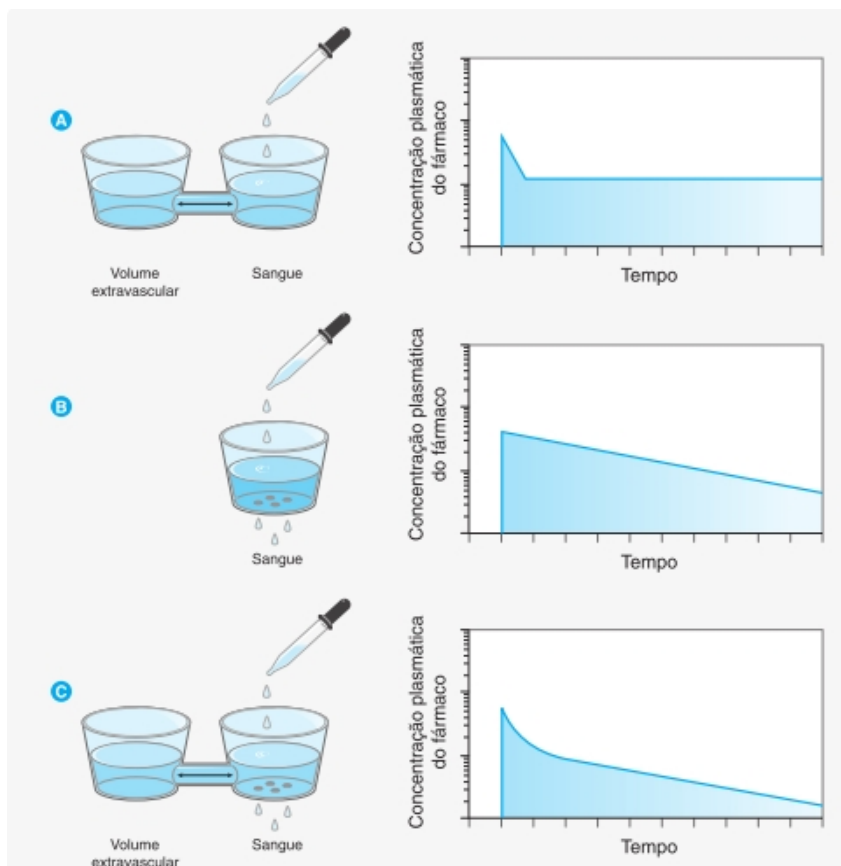 A
Concentração plasmática
do fármaco
Tempo
Volume
extravascular
Sangue
B
Concentração plasmática
do fármaco
Tempo
Sangue
C
Concentração plasmática
do fármaco
Tempo
Volume
extravascular
Sangue